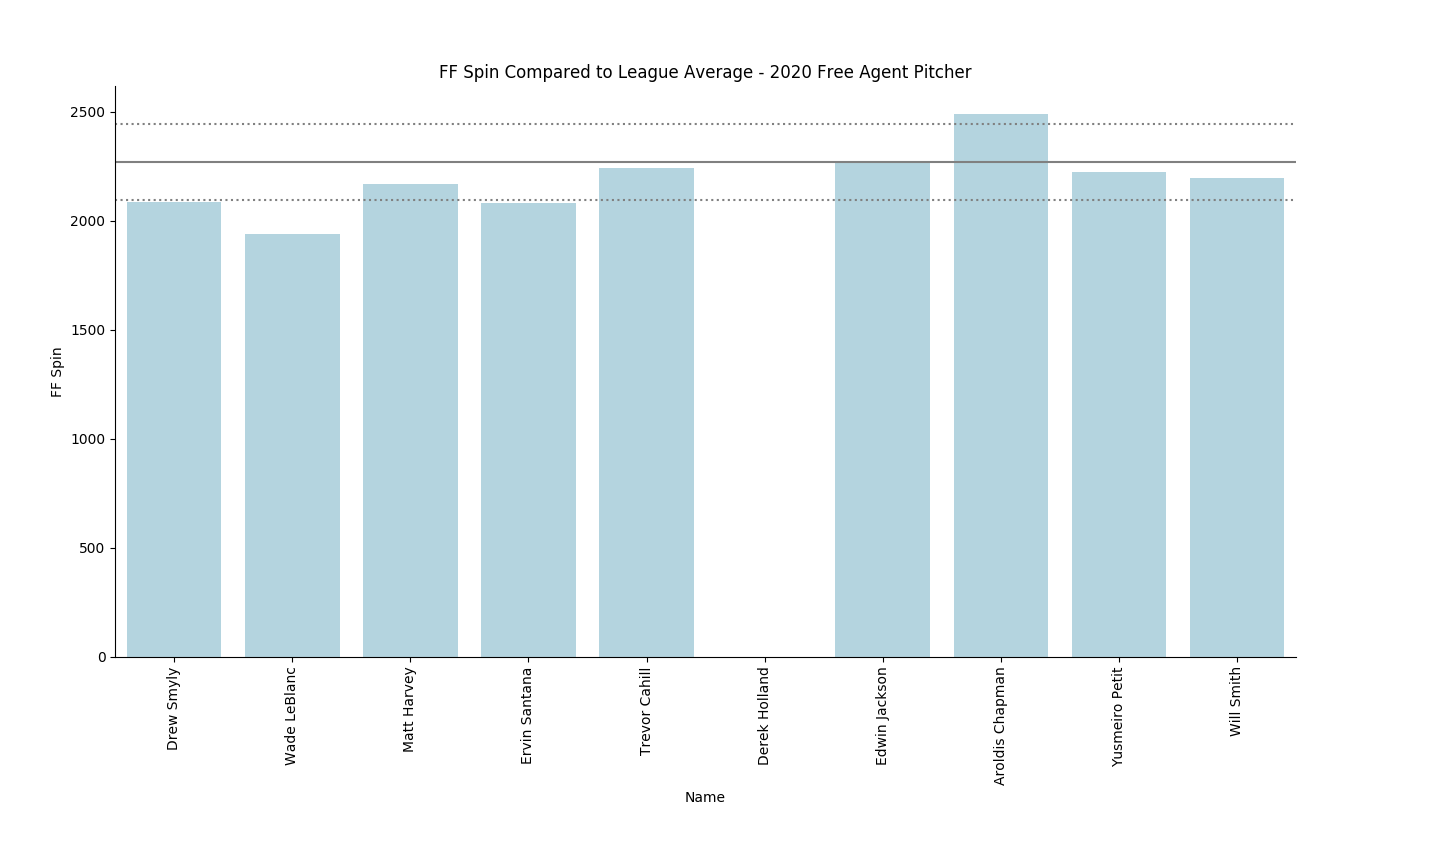 FF Spin Compared to League Average - 2020 Free Agent Pitcher
2500
2000
1500
1000
500
0
FF Spin
Drew Smyly
Wade LeBlanc
Matt Harvey
Ervin Santana
Trevor Cahill
Derek Holland
Edwin Jackson
Aroldis Chapman
Yusmeiro Petit
Will Smith
Name